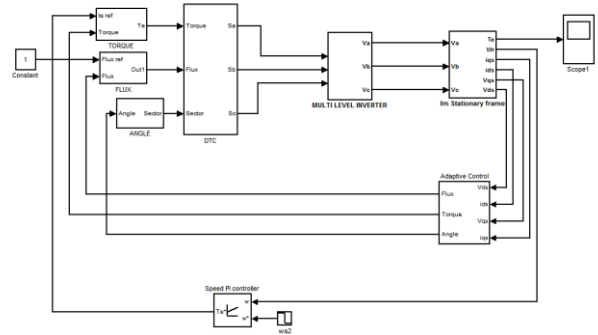 te ref
Te
Torque
TORQUE
1
Constant
Flux ref
Out1
Flux
FLUX
Angle
Sector
ANGLE
Torque
Sa
Flux
Sb
Sector
Sc
DTC
Va
Vb
Vc
MULTI LEVEL INVERTER
Va
Te
Wr
iqs
Vb
ids
Vqs
Vc
Vds
Im Stationary frame
Scope1
Adaptive Control
Flux
Vds
ids
Torque
Vqs
Angle
iqs
Speed PI controller
Te*
w
w*
wa2